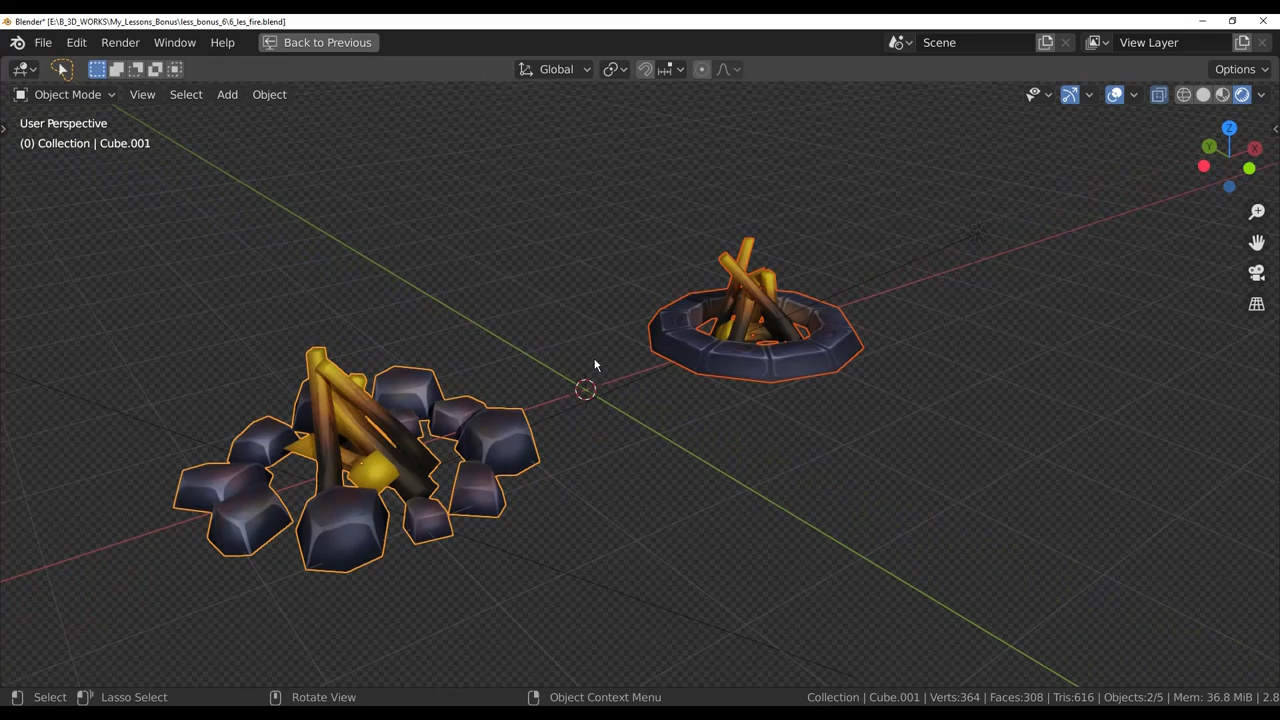 Blender* [E:\B_3D_WORKS\My_Lessons_Bonus\less_bonus_6\6_les_fire.blend]
File Edit Render Window Help Back to Previous Scene View Layer
Global Options
Object Mode View Select Add Object
User Perspective
(0) Collection | Cube.001
Z
Y X
Select Lasso Select Rotate View Object Context Menu Collection | Cube.001 | Verts:364 | Faces:308 | Tris:616 | Objects:2/5 | Mem: 36.8 MiB | 2.8